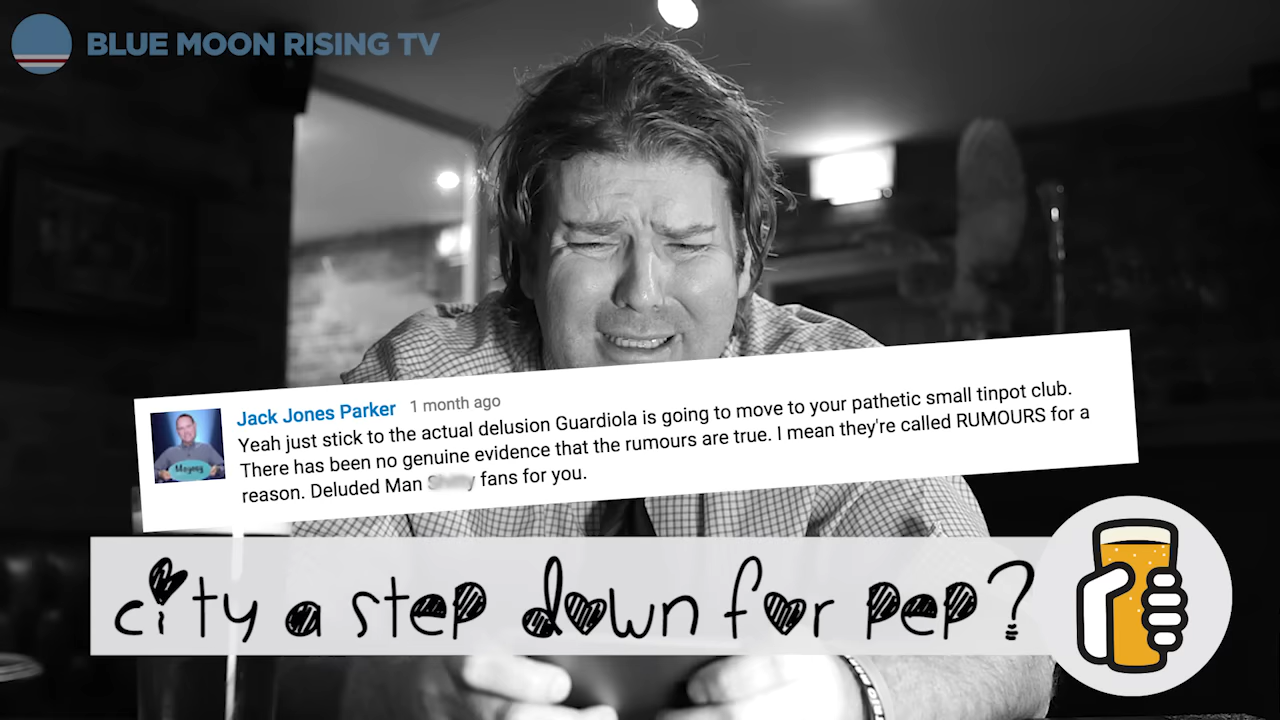 BLUE MOON RISING TV
Jack Jones Parker 1 month ago
Yeah just stick to the actual delusion Guardiola is going to move to your pathetic small tinpot club.
There has been no genuine evidence that the rumours are true. I mean they're called RUMOURS for a
reason. Deluded Man fans for you.
city a step down for pep?